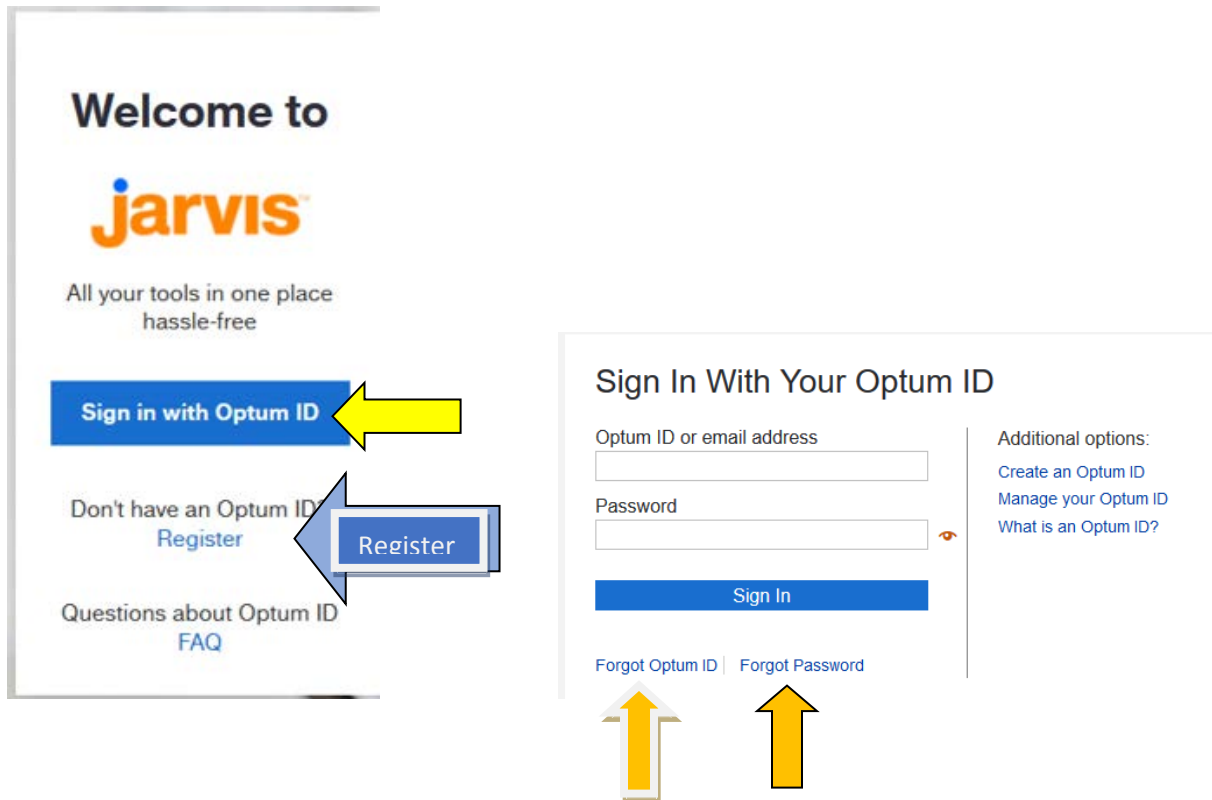 Welcome to
jarvis™
All your tools in one place
hassle-free
Sign in with Optum ID
Don't have an Optum ID?
Register
Register
Questions about Optum ID
FAQ
Sign In With Your Optum ID
Optum ID or email address
Password
Sign In
Forgot Optum ID
Forgot Password
Additional options:
Create an Optum ID
Manage your Optum ID
What is an Optum ID?